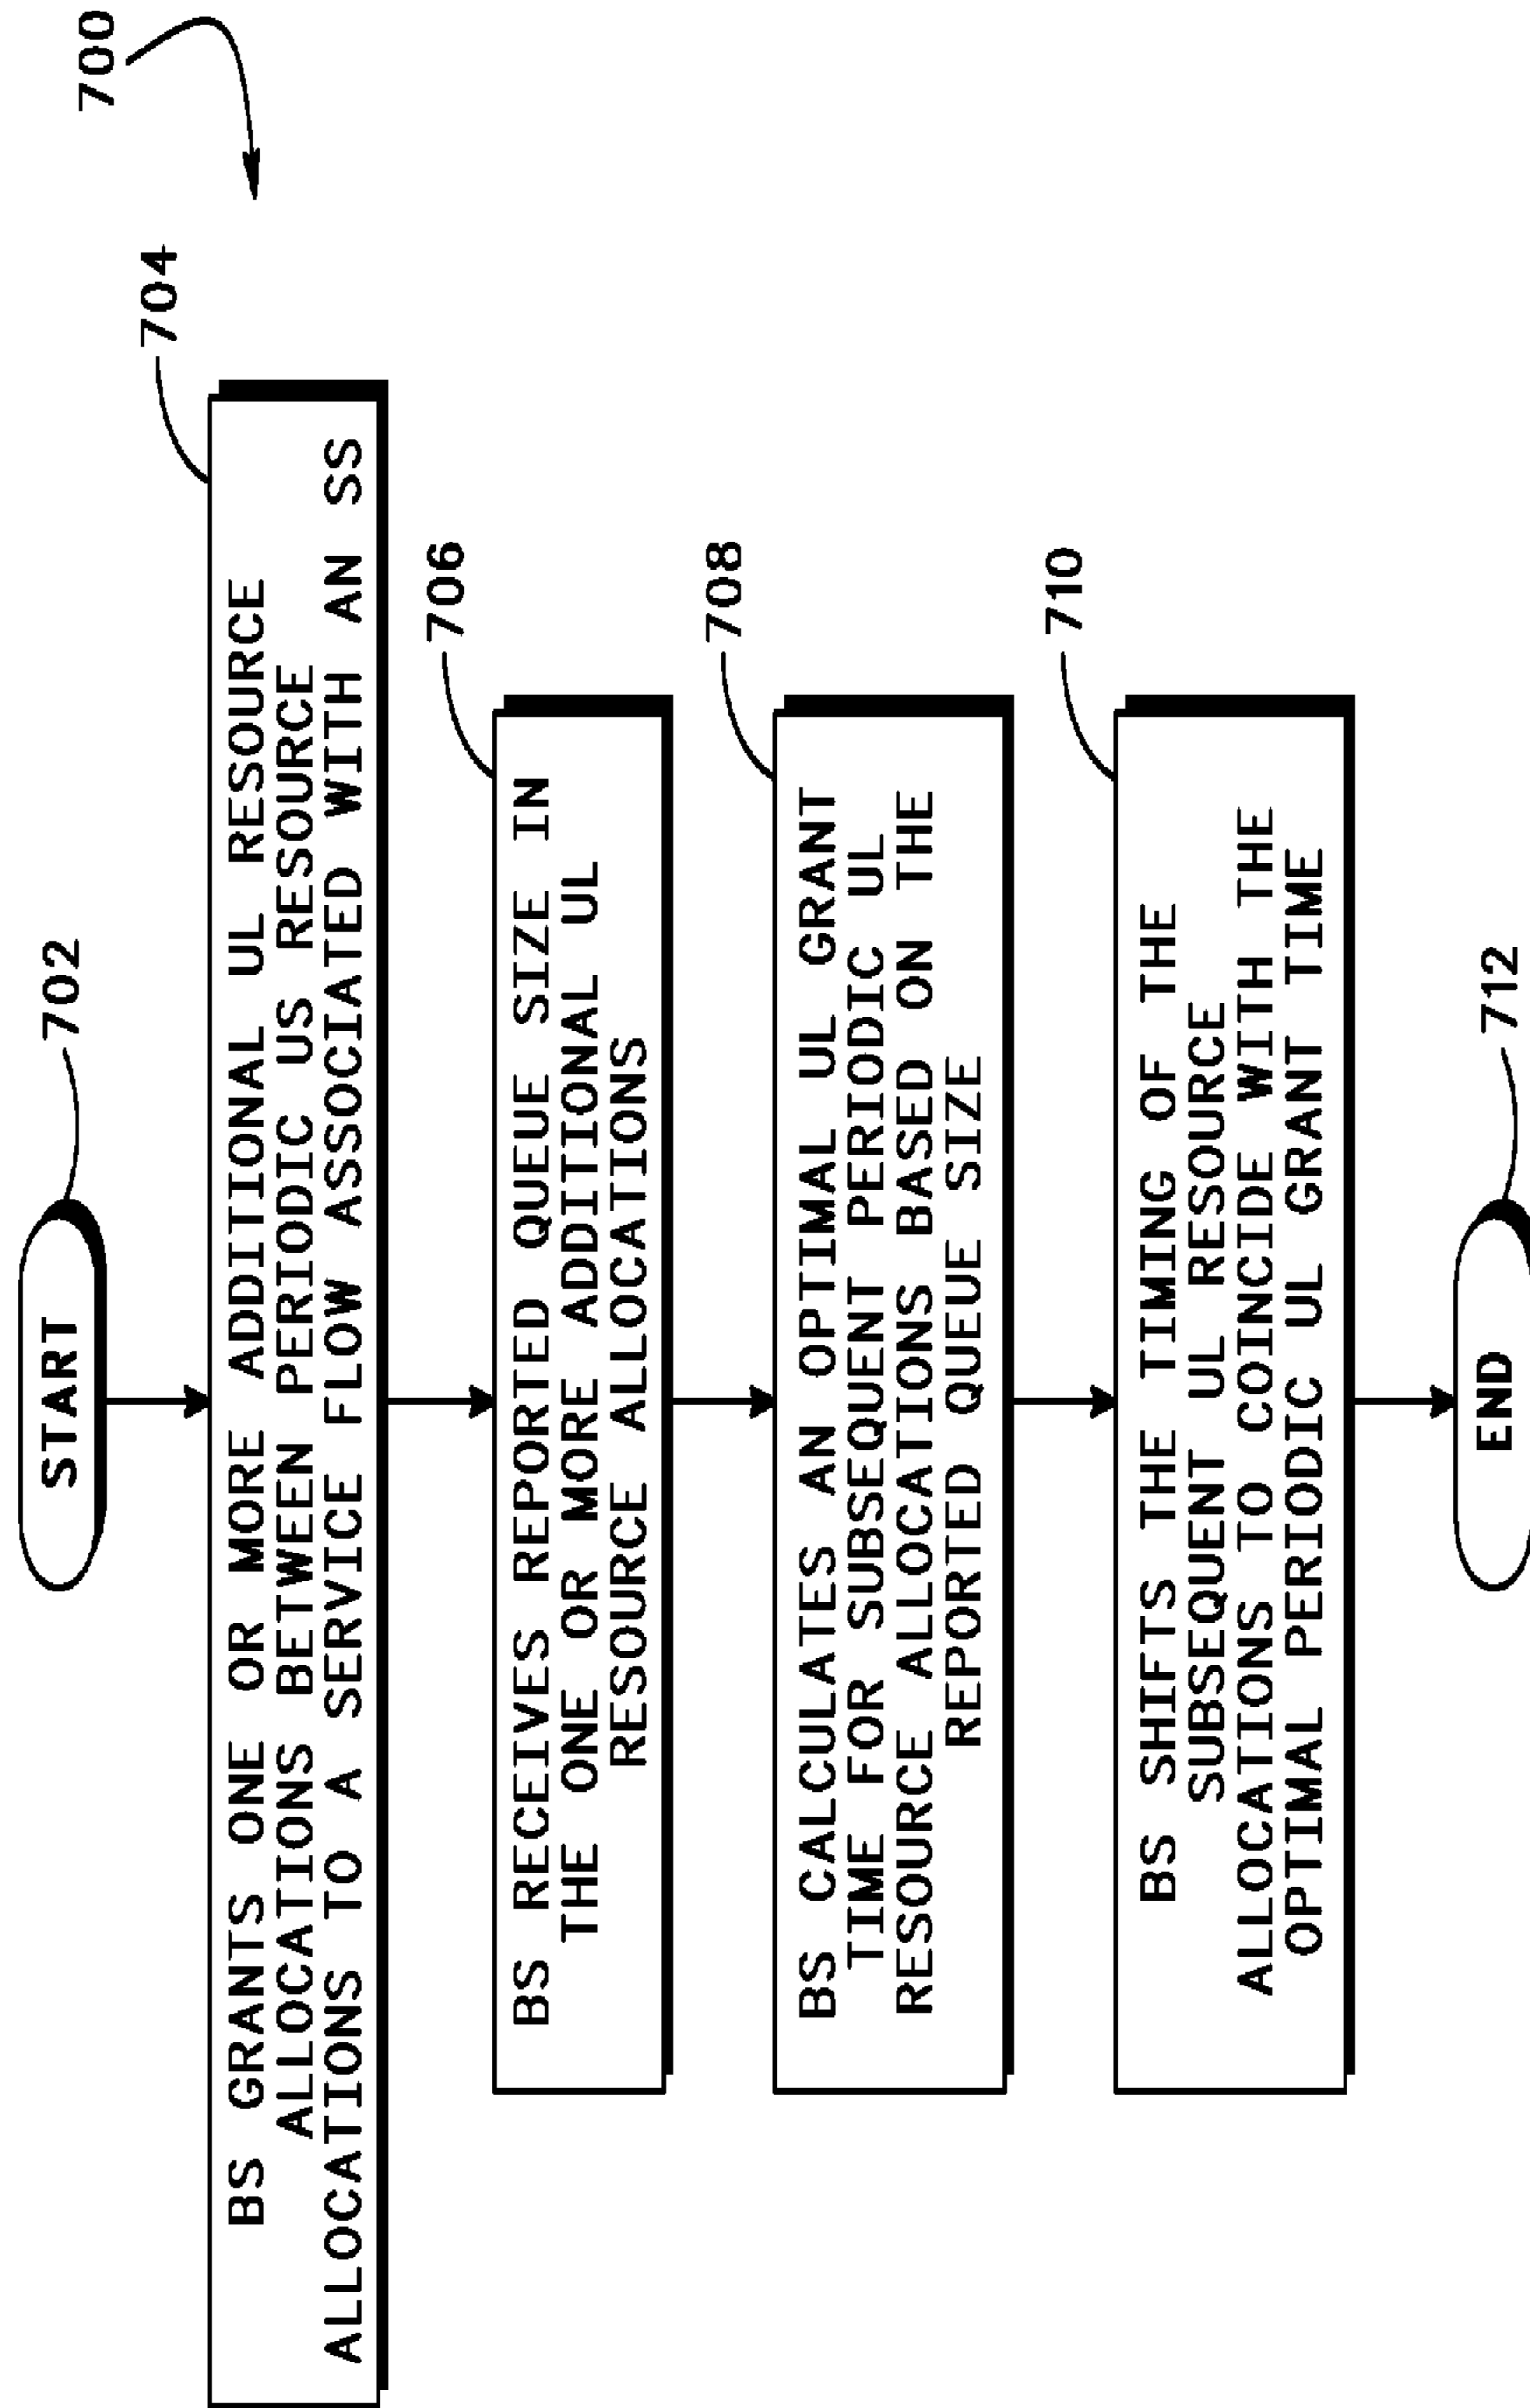 700
START
702
704
BS GRANTS ONE OR MORE ADDITIONAL UL RESOURCE
ALLOCATIONS BETWEEN PERIODIC US RESOURCE
ALLOCATIONS TO A SERVICE FLOW ASSOCIATED WITH AN SS
706
BS RECEIVES REPORTED QUEUE SIZE IN
THE ONE OR MORE ADDITIONAL UL
RESOURCE ALLOCATIONS
708
BS CALCULATES AN OPTIMAL UL GRANT
TIME FOR SUBSEQUENT PERIODIC UL
RESOURCE ALLOCATIONS BASED ON THE
REPORTED QUEUE SIZE
710
BS SHIFTS THE TIMING OF THE
SUBSEQUENT UL RESOURCE
ALLOCATIONS TO COINCIDE WITH THE
OPTIMAL PERIODIC UL GRANT TIME
712
END